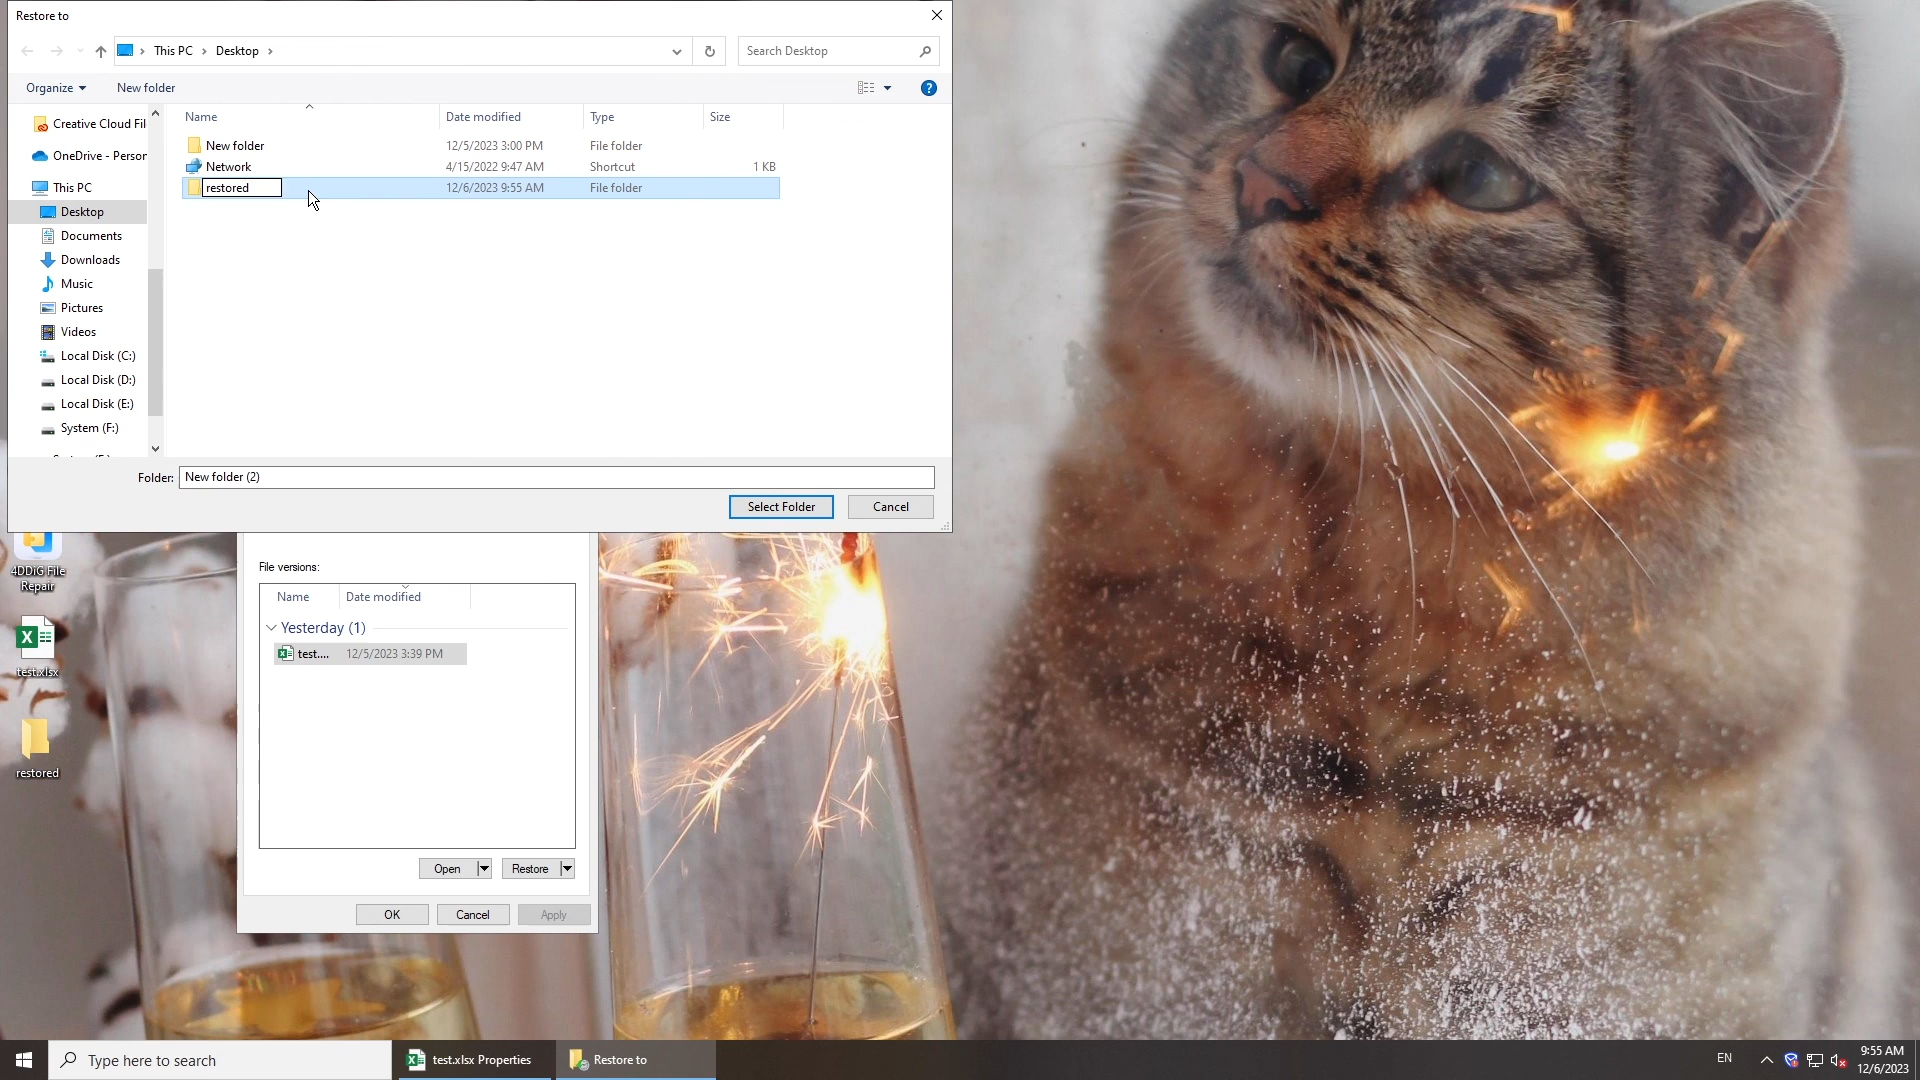 Restore to
This PC
Desktop
Search Desktop
Organize
New folder
?
Creative Cloud Fil
OneDrive - Person
This PC
Desktop
Documents
Downloads
Music
Pictures
Videos
Local Disk (C:)
Local Disk (D:)
Local Disk (E:)
System (F:)
Name Date modified Type Size
New folder 12/5/2023 3:00 PM File folder
Network 4/15/2022 9:47 AM Shortcut 1 KB
restored 12/6/2023 9:55 AM File folder
Folder: New folder (2)
Select Folder Cancel
4DDiG File
Repair
test.xlsx
restored
File versions:
Name Date modified
Yesterday (1)
test.... 12/5/2023 3:39 PM
Open Restore
OK Cancel Apply
Type here to search
test.xlsx Properties
Restore to
EN
9:55 AM
12/6/2023